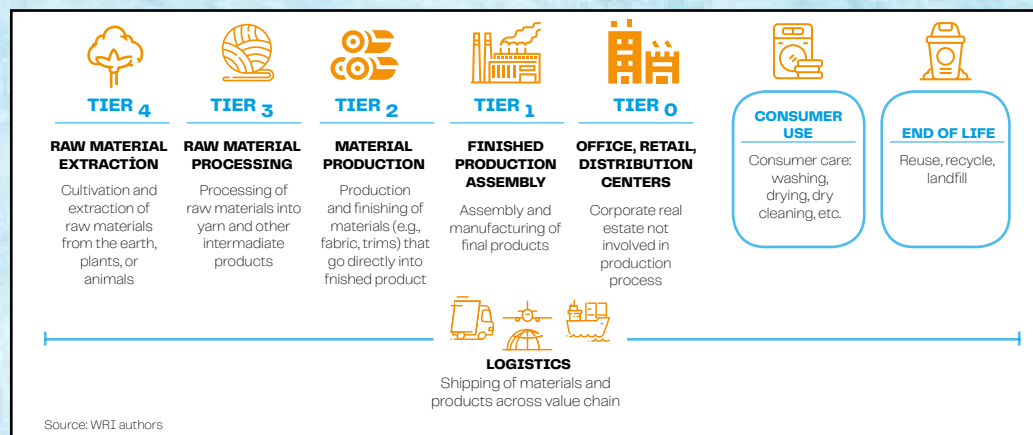 TIER 4
RAW MATERIAL
EXTRACTİON
Cultivation and
extraction of
raw materials
from the earth,
plants, or
animals
TIER 3
RAW MATERIAL
PROCESSING
Processing of
raw materials into
yarn and other
intermadiate
products
TIER 2
MATERIAL
PRODUCTION
Production
and finishing of
materials (e.g.,
fabric, trims) that
go directly into
fnished product
TIER 1
FINISHED
PRODUCTION
ASSEMBLY
Assembly and
manufacturing of
final products
TIER 0
OFFICE, RETAIL,
DISTRIBUTION
CENTERS
Corporate real
estate not
involved in
production
process
CONSUMER
USE
Consumer care:
washing,
drying, dry
cleaning, etc.
END OF LIFE
Reuse, recycle,
landfill
LOGISTICS
Shipping of materials and
products across value chain
Source: WRI authors